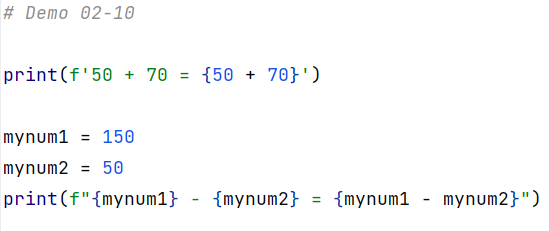 # Demo 02-10
print(f'50 + 70 = {50 + 70}')
mynum1 = 150
mynum2 = 50
print(f"{mynum1} - {mynum2} = {mynum1 - mynum2}")